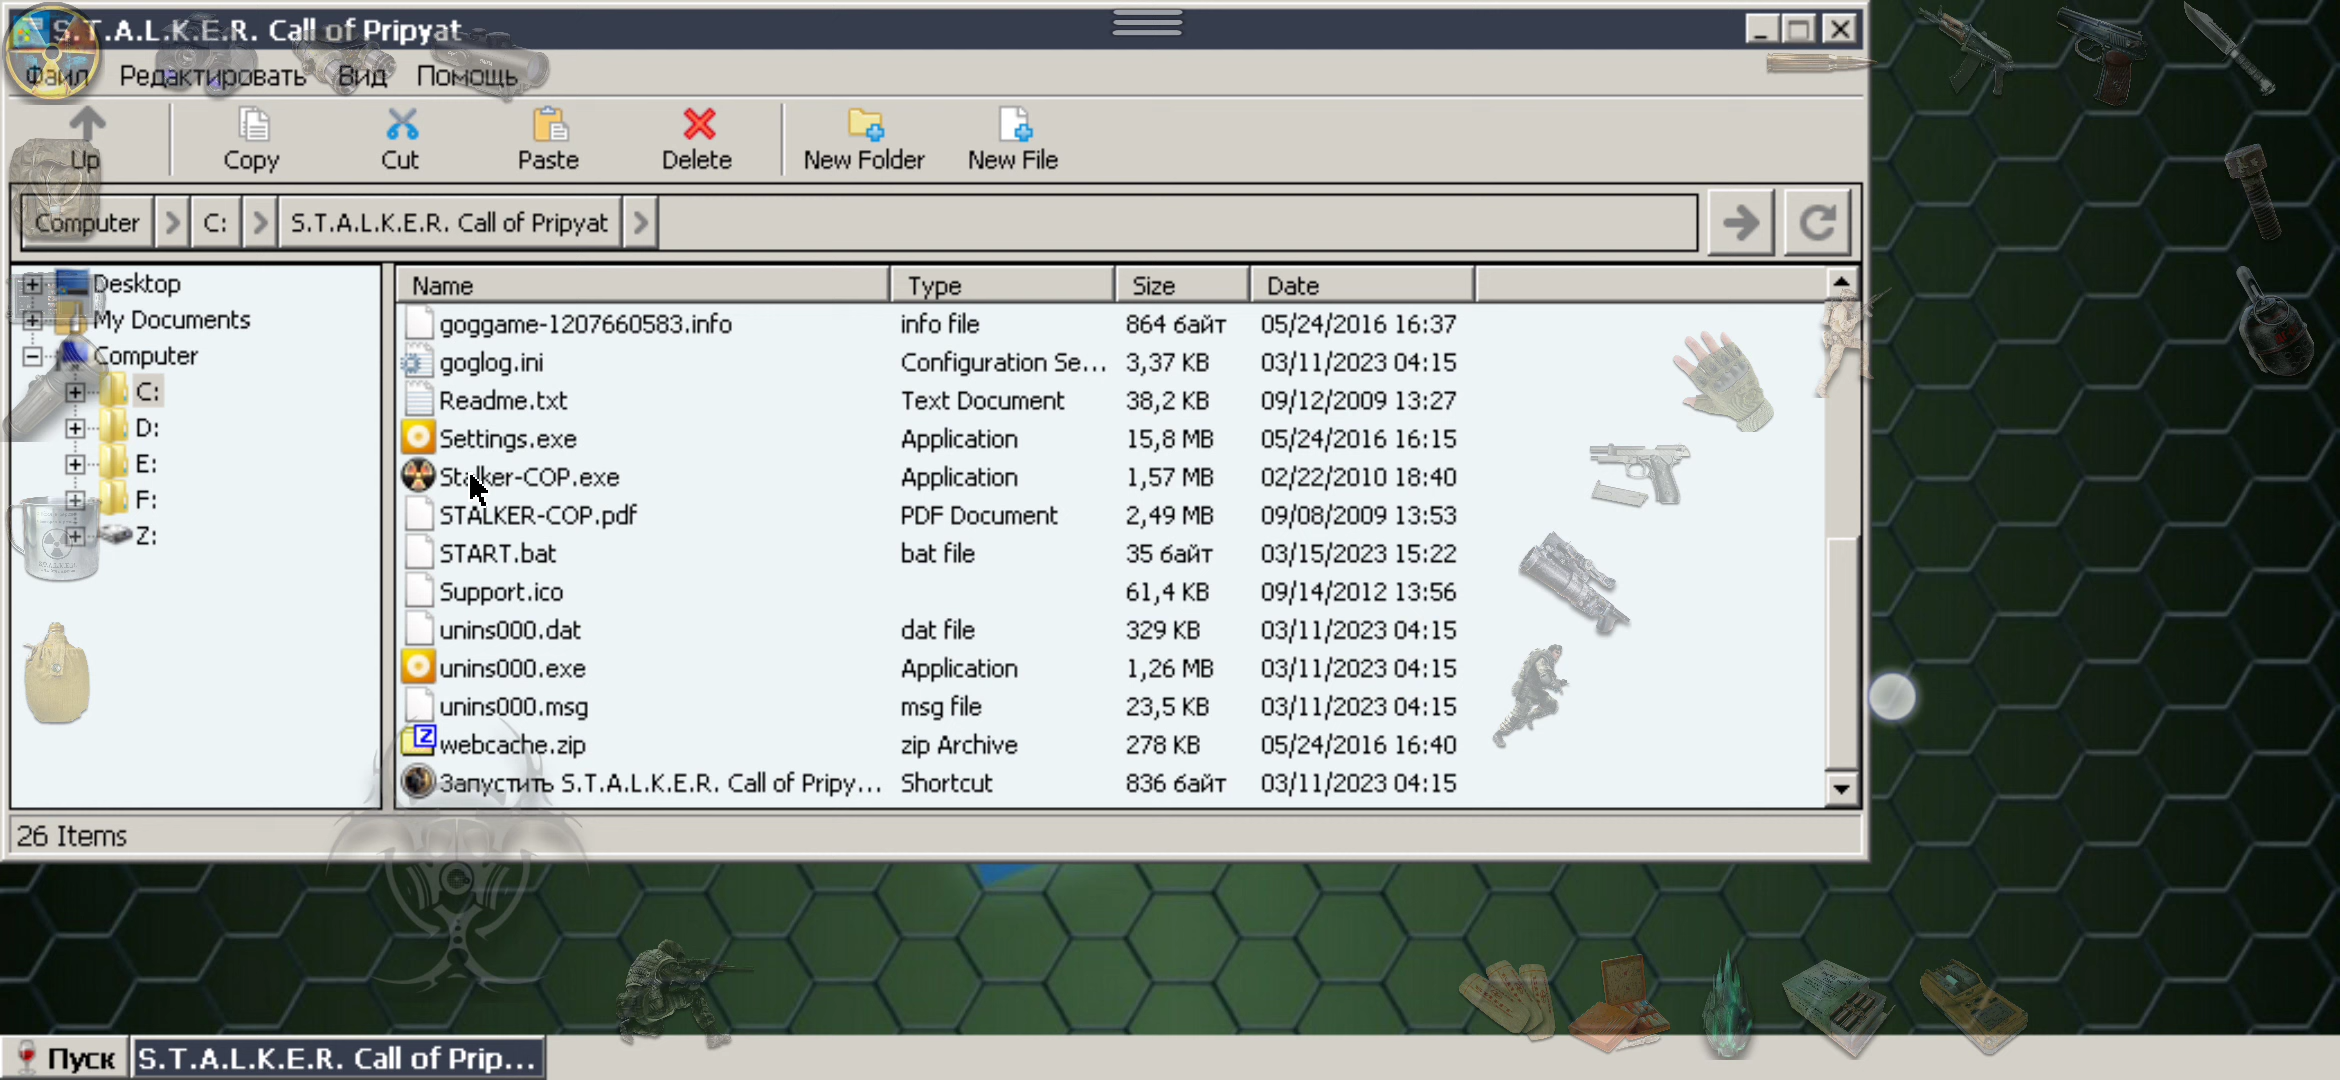 S.T.A.L.K.E.R. Call of Pripyat
Файл Редактировать Вид Помощь
Up Copy Cut Paste Delete New Folder New File
Computer C: S.T.A.L.K.E.R. Call of Pripyat
Desktop
My Documents
Computer
C:
D:
E:
F:
Z:
Name Type Size Date
goggame-1207660583.info info file 864 байт 05/24/2016 16:37
goglog.ini Configuration Se... 3,37 KB 03/11/2023 04:15
Readme.txt Text Document 38,2 KB 09/12/2009 13:27
Settings.exe Application 15,8 MB 05/24/2016 16:15
Stalker-COP.exe Application 1,57 MB 02/22/2010 18:40
STALKER-COP.pdf PDF Document 2,49 MB 09/08/2009 13:53
START.bat bat file 35 байт 03/15/2023 15:22
Support.ico 61,4 KB 09/14/2012 13:56
unins000.dat dat file 329 KB 03/11/2023 04:15
unins000.exe Application 1,26 MB 03/11/2023 04:15
unins000.msg msg file 23,5 KB 03/11/2023 04:15
webcache.zip zip Archive 278 KB 05/24/2016 16:40
Запустить S.T.A.L.K.E.R. Call of Pripy... Shortcut 836 байт 03/11/2023 04:15
26 Items
Пуск S.T.A.L.K.E.R. Call of Prip...